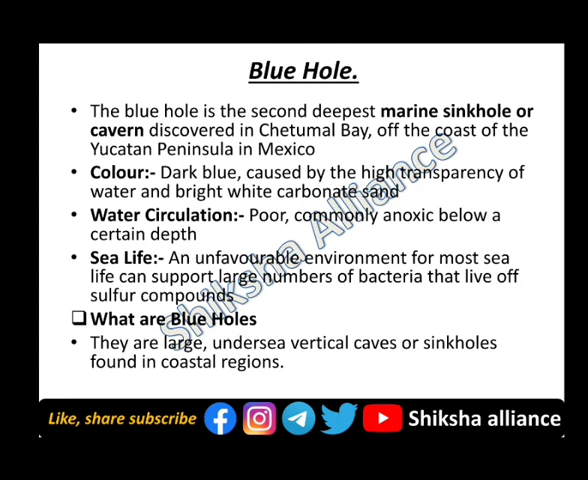 Blue Hole.
• The blue hole is the second deepest marine sinkhole or
cavern discovered in Chetumal Bay, off the coast of the
Yucatan Peninsula in Mexico
• Colour:- Dark blue, caused by the high transparency of
water and bright white carbonate sand
• Water Circulation:- Poor, commonly anoxic below a
certain depth
• Sea Life:- An unfavourable environment for most sea
life can support large numbers of bacteria that live off
sulfur compounds
❑ What are Blue Holes
• They are large, undersea vertical caves or sinkholes
found in coastal regions.
Shiksha Alliance
Like, share subscribe Shiksha alliance